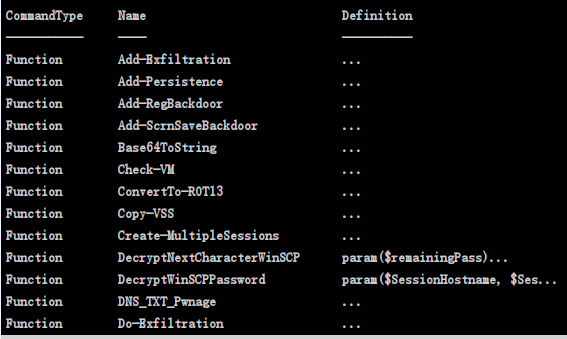 CommandType Name Definition
----------- ---- ----------
Function Add-Exfiltration ...
Function Add-Persistence ...
Function Add-RegBackdoor ...
Function Add-ScrnSaveBackdoor ...
Function Base64ToString ...
Function Check-VM ...
Function ConvertTo-ROT13 ...
Function Copy-VSS ...
Function Create-MultipleSessions ...
Function DecryptNextCharacterWinSCP param($remainingPass)...
Function DecryptWinSCPPassword param($SessionHostname, $Ses...
Function DNS_TXT_Pwnage ...
Function Do-Exfiltration ...